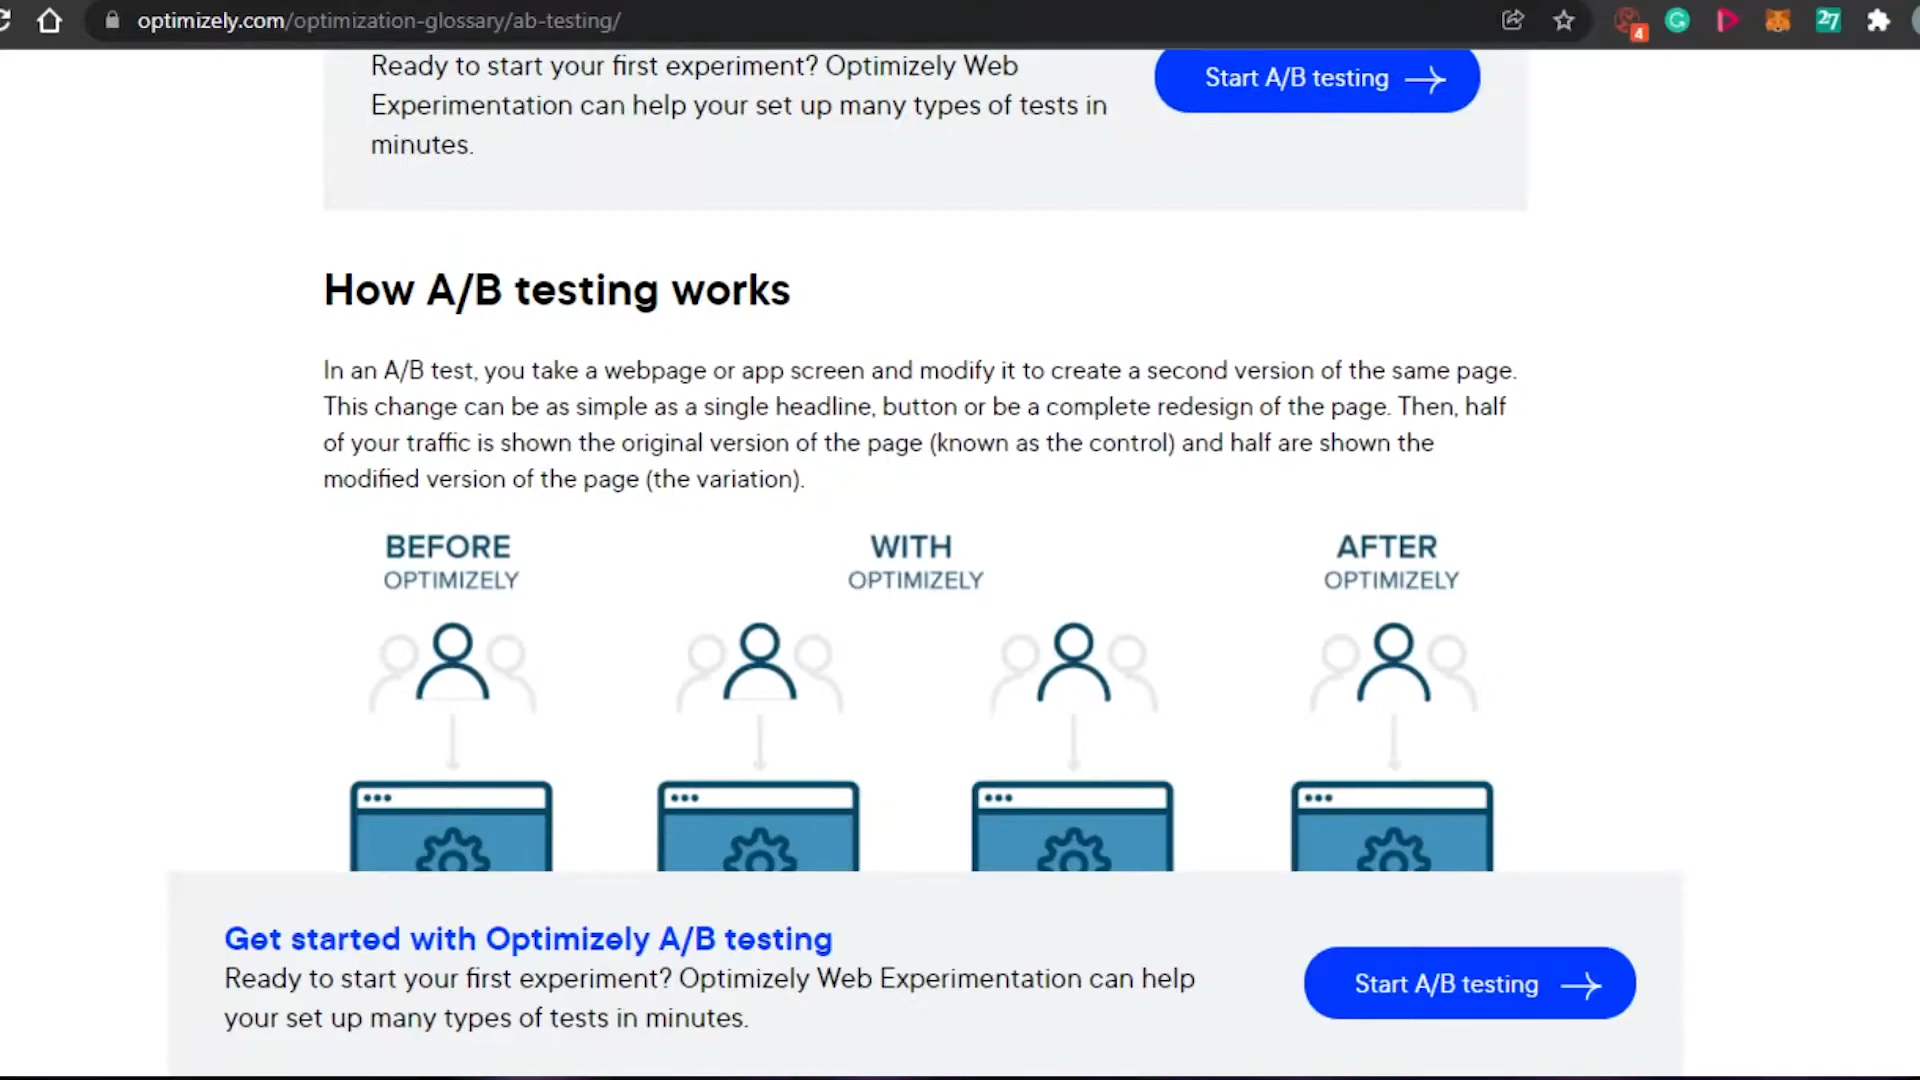 optimizely.com/optimization-glossary/ab-testing/
4
27
Ready to start your first experiment? Optimizely Web
Experimentation can help your set up many types of tests in
minutes.
Start A/B testing
How A/B testing works
In an A/B test, you take a webpage or app screen and modify it to create a second version of the same page.
This change can be as simple as a single headline, button or be a complete redesign of the page. Then, half
of your traffic is shown the original version of the page (known as the control) and half are shown the
modified version of the page (the variation).
BEFORE
OPTIMIZELY
WITH
OPTIMIZELY
AFTER
OPTIMIZELY
Get started with Optimizely A/B testing
Ready to start your first experiment? Optimizely Web Experimentation can help
your set up many types of tests in minutes.
Start A/B testing